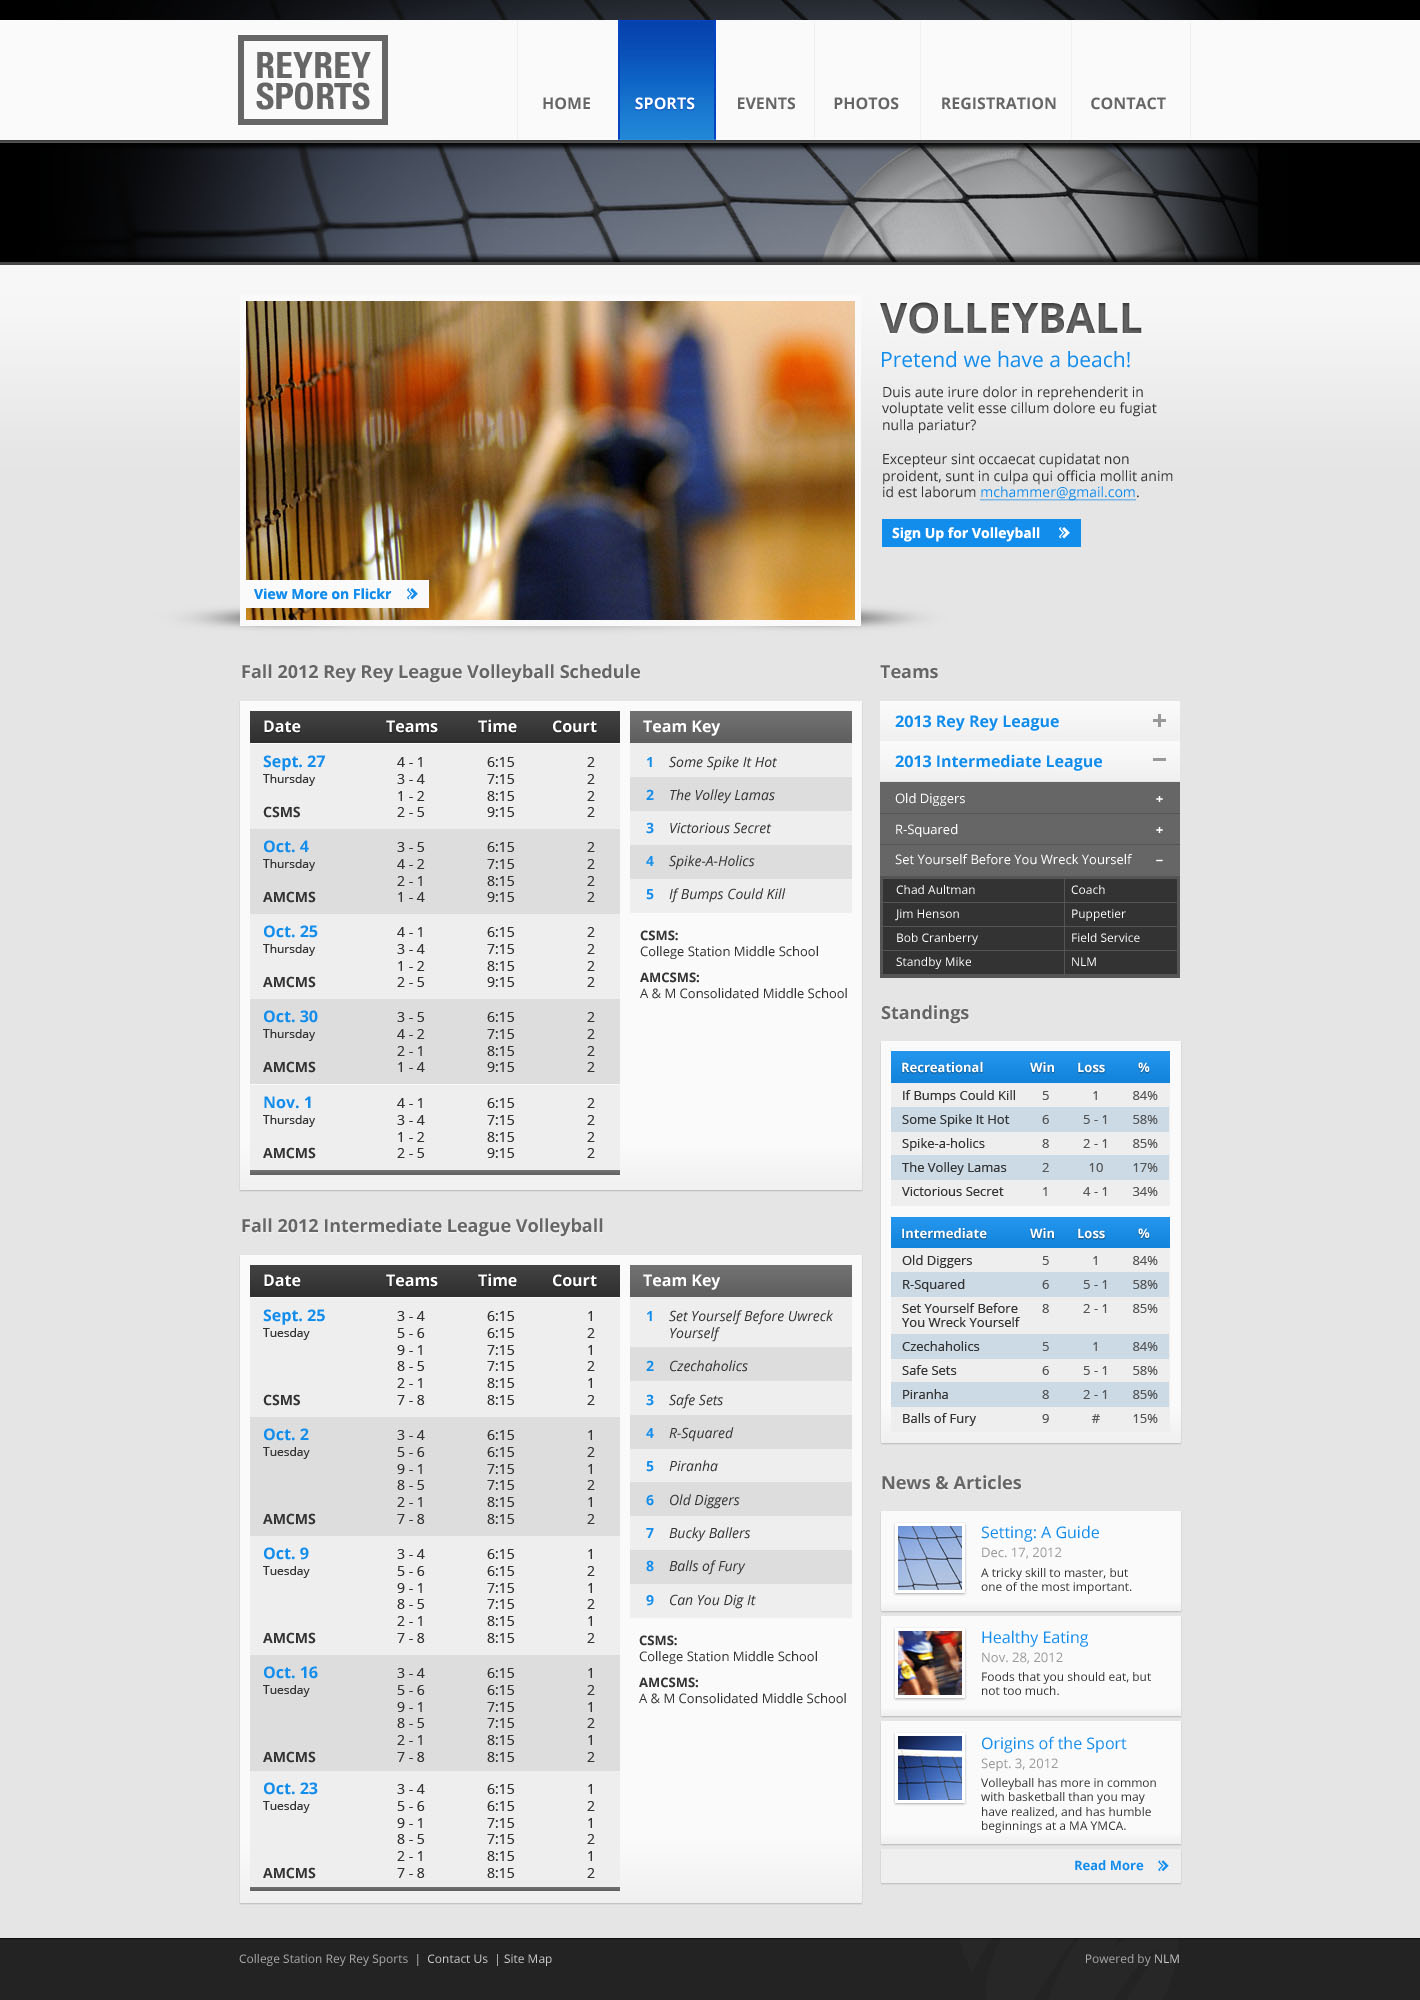 REYREY
SPORTS
HOME SPORTS EVENTS PHOTOS REGISTRATION CONTACT
VOLLEYBALL
Pretend we have a beach!
Duis aute irure dolor in reprehenderit in
voluptate velit esse cillum dolore eu fugiat
nulla pariatur?
Excepteur sint occaecat cupidatat non
proident, sunt in culpa qui officia mollit anim
id est laborum mchammer@gmail.com.
Sign Up for Volleyball
View More on Flickr
Fall 2012 Rey Rey League Volleyball Schedule
Date Teams Time Court
Sept. 27 4 - 1 6:15 2
Thursday 3 - 4 7:15 2
1 - 2 8:15 2
CSMS 2 - 5 9:15 2
Oct. 4 3 - 5 6:15 2
Thursday 4 - 2 7:15 2
2 - 1 8:15 2
AMCMS 1 - 4 9:15 2
Oct. 25 4 - 1 6:15 2
Thursday 3 - 4 7:15 2
1 - 2 8:15 2
AMCMS 2 - 5 9:15 2
Oct. 30 3 - 5 6:15 2
Thursday 4 - 2 7:15 2
2 - 1 8:15 2
AMCMS 1 - 4 9:15 2
Nov. 1 4 - 1 6:15 2
Thursday 3 - 4 7:15 2
1 - 2 8:15 2
AMCMS 2 - 5 9:15 2
Team Key
1 Some Spike It Hot
2 The Volley Lamas
3 Victorious Secret
4 Spike-A-Holics
5 If Bumps Could Kill
CSMS:
College Station Middle School
AMCSMS:
A & M Consolidated Middle School
Fall 2012 Intermediate League Volleyball
Date Teams Time Court
Sept. 25 3 - 4 6:15 1
Tuesday 5 - 6 6:15 2
9 - 1 7:15 1
8 - 5 7:15 2
2 - 1 8:15 1
CSMS 7 - 8 8:15 2
Oct. 2 3 - 4 6:15 1
Tuesday 5 - 6 6:15 2
9 - 1 7:15 1
8 - 5 7:15 2
2 - 1 8:15 1
AMCMS 7 - 8 8:15 2
Oct. 9 3 - 4 6:15 1
Tuesday 5 - 6 6:15 2
9 - 1 7:15 1
8 - 5 7:15 2
2 - 1 8:15 1
AMCMS 7 - 8 8:15 2
Oct. 16 3 - 4 6:15 1
Tuesday 5 - 6 6:15 2
9 - 1 7:15 1
8 - 5 7:15 2
2 - 1 8:15 1
AMCMS 7 - 8 8:15 2
Oct. 23 3 - 4 6:15 1
Tuesday 5 - 6 6:15 2
9 - 1 7:15 1
8 - 5 7:15 2
2 - 1 8:15 1
AMCMS 7 - 8 8:15 2
Team Key
1 Set Yourself Before Uwreck
Yourself
2 Czechaholics
3 Safe Sets
4 R-Squared
5 Piranha
6 Old Diggers
7 Bucky Ballers
8 Balls of Fury
9 Can You Dig It
CSMS:
College Station Middle School
AMCSMS:
A & M Consolidated Middle School
Teams
2013 Rey Rey League +
2013 Intermediate League –
Old Diggers +
R-Squared +
Set Yourself Before You Wreck Yourself –
Chad Aultman Coach
Jim Henson Puppetier
Bob Cranberry Field Service
Standby Mike NLM
Standings
Recreational Win Loss %
If Bumps Could Kill 5 1 84%
Some Spike It Hot 6 5 - 1 58%
Spike-a-holics 8 2 - 1 85%
The Volley Lamas 2 10 17%
Victorious Secret 1 4 - 1 34%
Intermediate Win Loss %
Old Diggers 5 1 84%
R-Squared 6 5 - 1 58%
Set Yourself Before 8 2 - 1 85%
You Wreck Yourself
Czechaholics 5 1 84%
Safe Sets 6 5 - 1 58%
Piranha 8 2 - 1 85%
Balls of Fury 9 # 15%
News & Articles
Setting: A Guide
Dec. 17, 2012
A tricky skill to master, but
one of the most important.
Healthy Eating
Nov. 28, 2012
Foods that you should eat, but
not too much.
Origins of the Sport
Sept. 3, 2012
Volleyball has more in common
with basketball than you may
have realized, and has humble
beginnings at a MA YMCA.
Read More
College Station Rey Rey Sports | Contact Us | Site Map
Powered by NLM